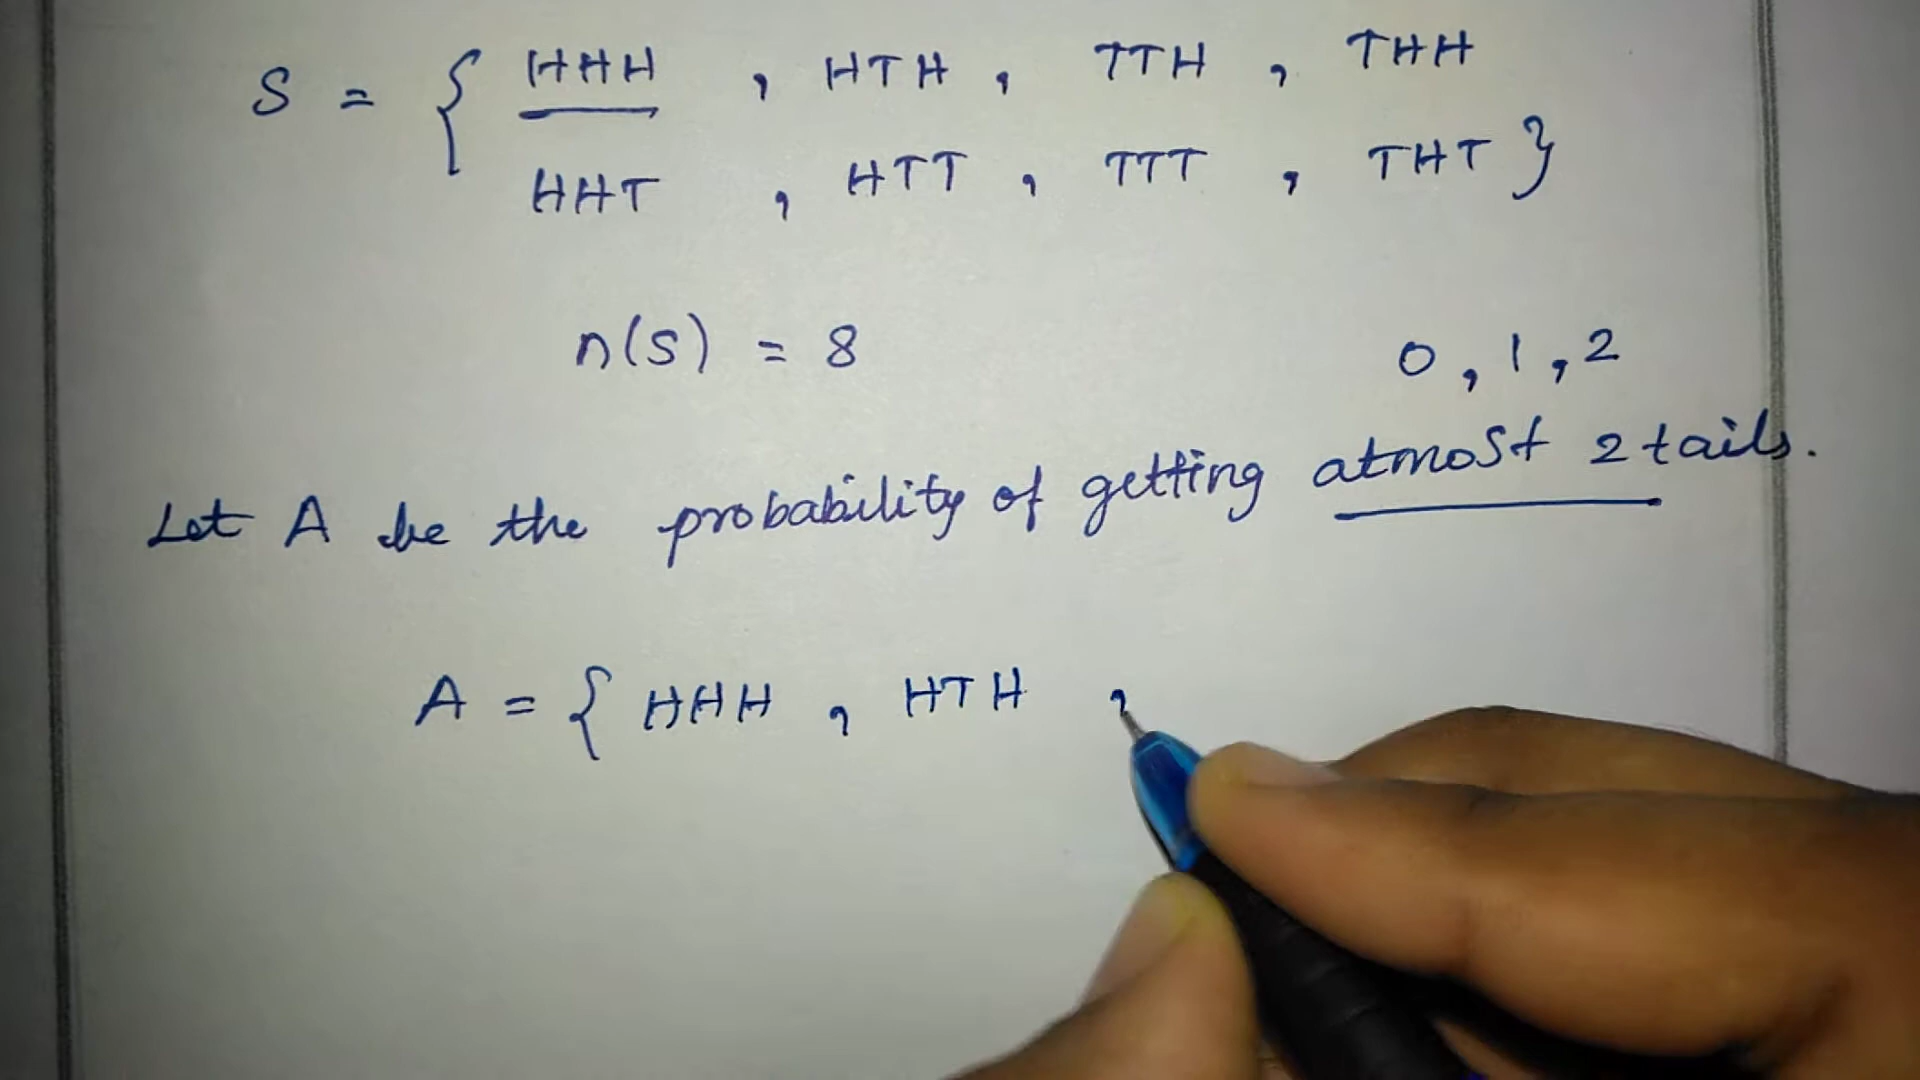 S = { HHH , HTH , TTH , THH
HHT , HTT , TTT , THT }
n(S) = 8
0 , 1 , 2
Let A be the probability of getting atmost 2 tails.
A = { HHH , HTH ,